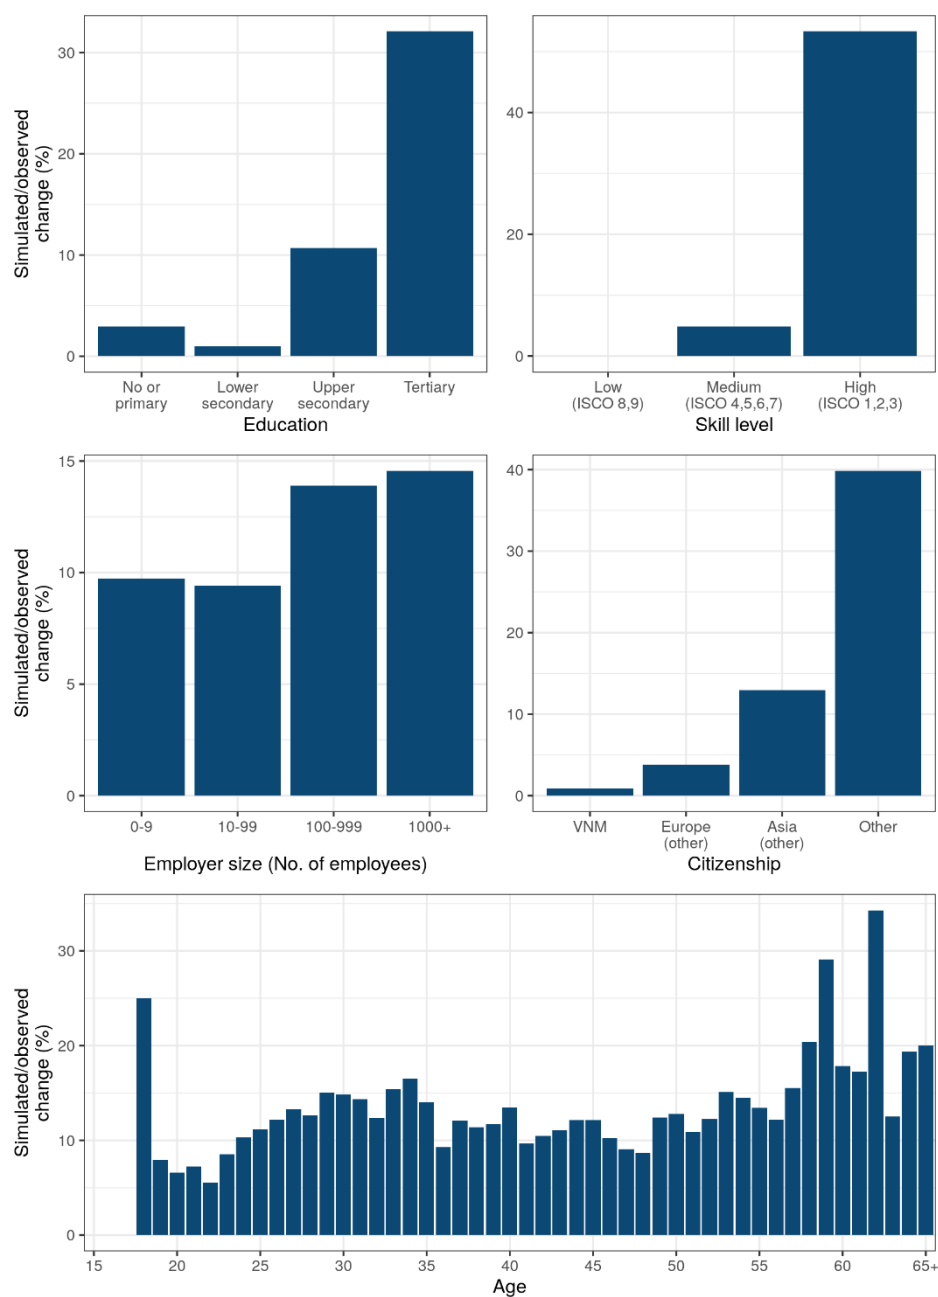 Simulated/observed
change (%)
30
20
10
0
No or
primary
Lower
secondary
Upper
secondary
Tertiary
Education
40
20
0
Low
(ISCO 8,9)
Medium
(ISCO 4,5,6,7)
High
(ISCO 1,2,3)
Skill level
Simulated/observed
change (%)
15
10
5
0
0-9
10-99
100-999
1000+
Employer size (No. of employees)
40
30
20
10
0
VNM
Europe
(other)
Asia
(other)
Other
Citizenship
Simulated/observed
change (%)
30
20
10
0
15
20
25
30
35
40
45
50
55
60
65+
Age